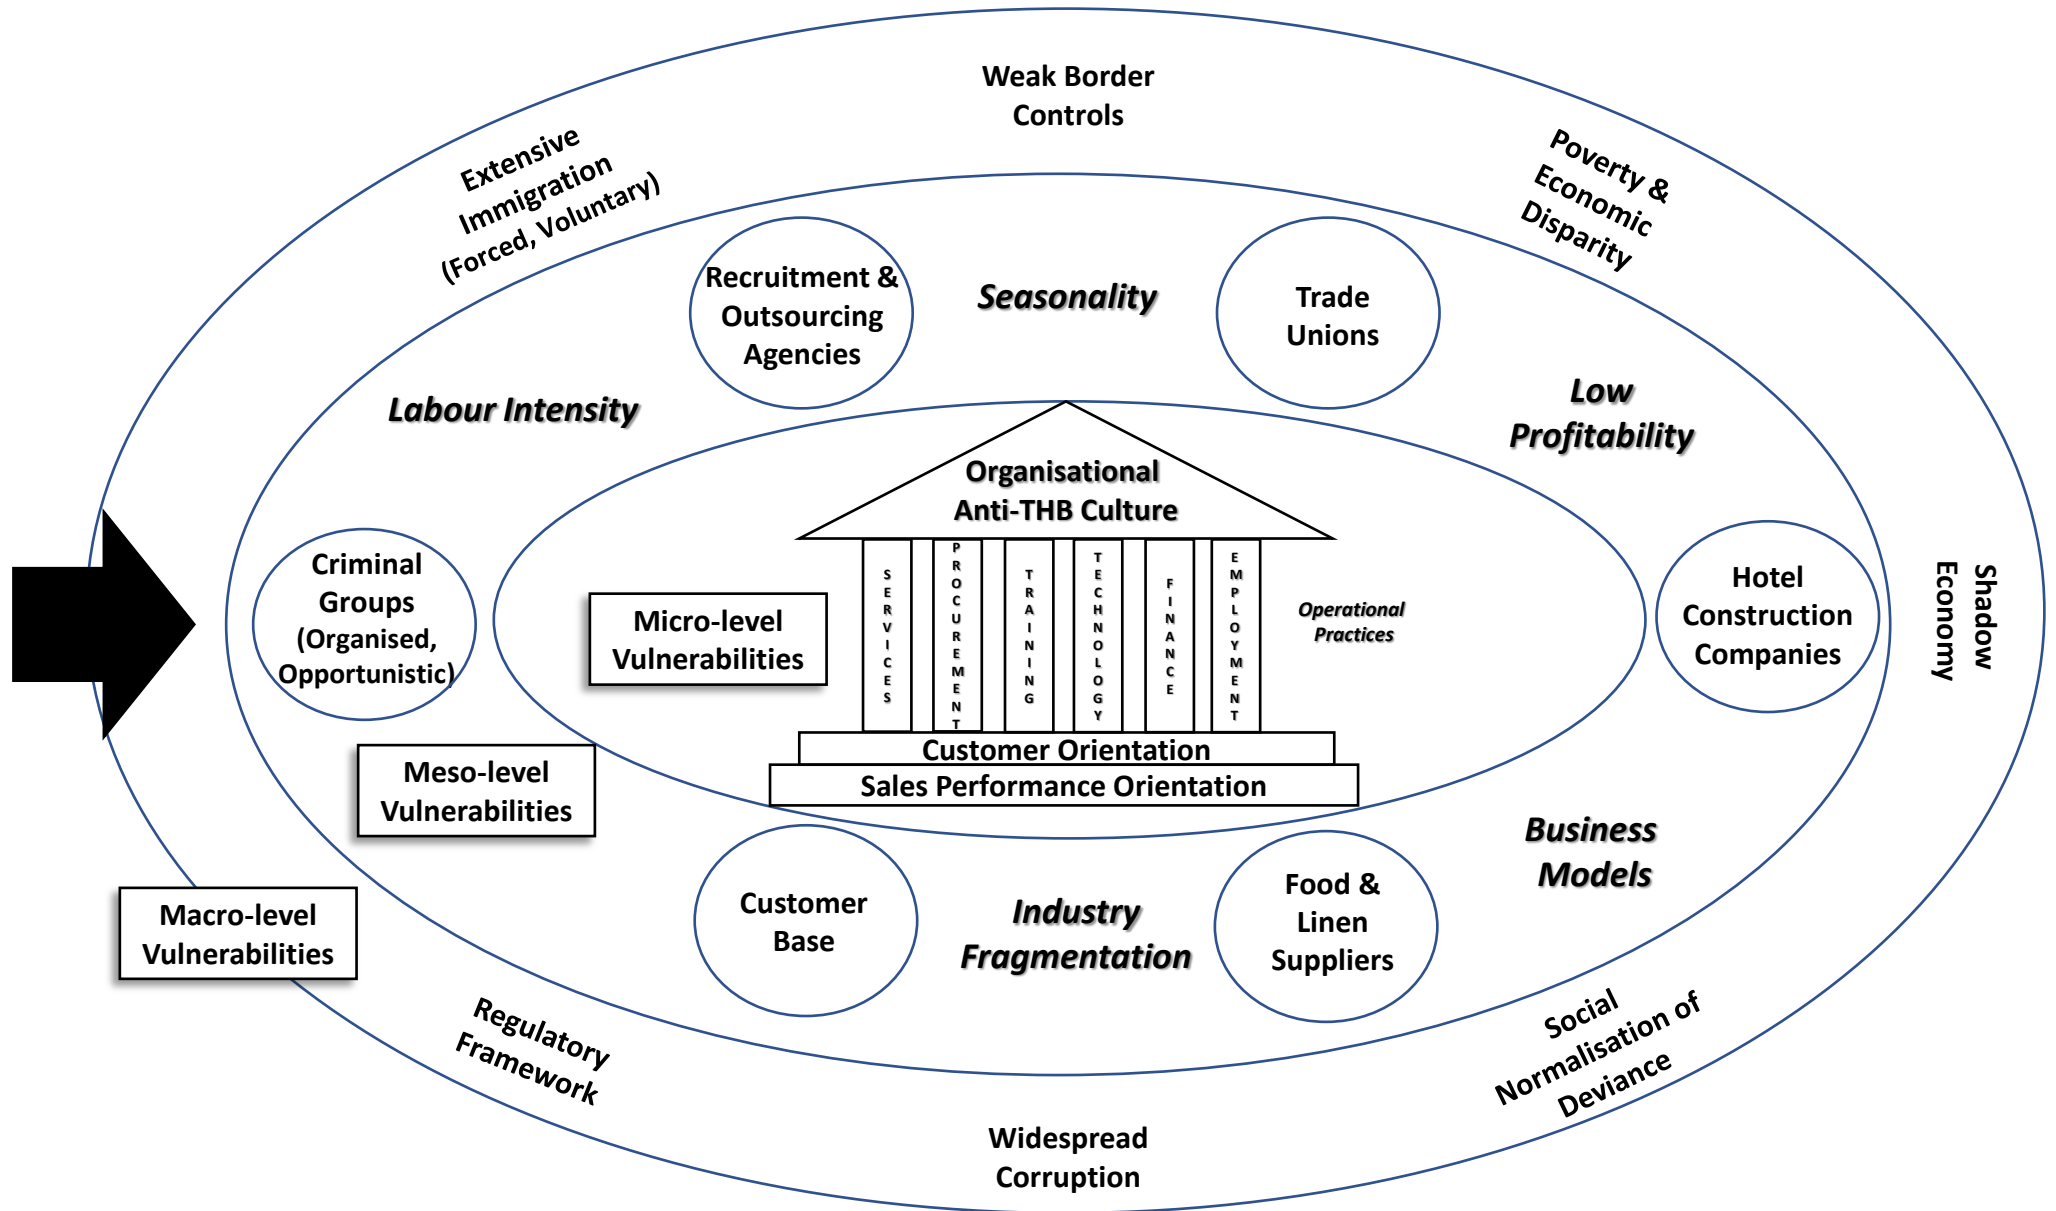 Weak Border
Controls
Extensive
Immigration
(Forced, Voluntary)
Poverty &
Economic
Disparity
Recruitment &
Outsourcing
Agencies
Seasonality
Trade
Unions
Labour Intensity
Low
Profitability
Organisational
Anti-THB Culture
Criminal
Groups
(Organised,
Opportunistic)
Micro-level
Vulnerabilities
SERVICES
PROCUREMENT
TRAINING
TECHNOLOGY
FINANCE
EMPLOYMENT
Operational
Practices
Hotel
Construction
Companies
Shadow
Economy
Customer Orientation
Sales Performance Orientation
Meso-level
Vulnerabilities
Business
Models
Customer
Base
Industry
Fragmentation
Food &
Linen
Suppliers
Macro-level
Vulnerabilities
Regulatory
Framework
Social
Normalisation of
Deviance
Widespread
Corruption